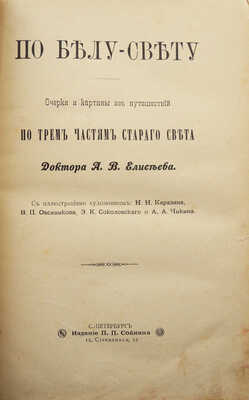 ПО БѢЛУ-СВѢТУ
Очерки и картины изъ путешествій
ПО ТРЕМЪ ЧАСТЯМЪ СТАРАГО СВѢТА
Доктора А. В. Елисѣева.
Съ иллюстраціями художниковъ: Н. Н. Каразина,
В. П. Овсянникова, Э. К. Соколовскаго и А. А. Чикина.
С.-ПЕТЕРБУРГЪ
Изданіе П. П. Сойкина
12, Стремянная, 12